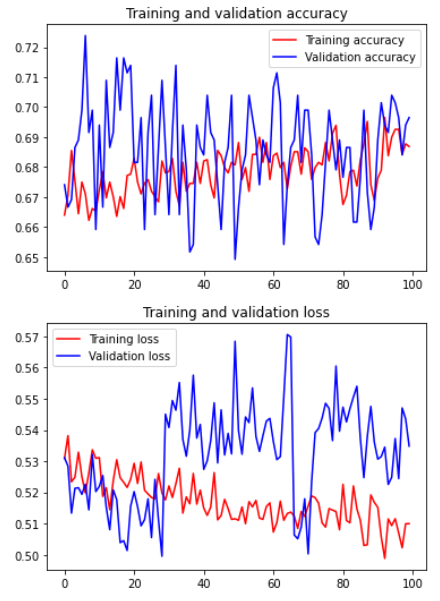 Training and validation accuracy
Training accuracy
Validation accuracy
0.72
0.71
0.70
0.69
0.68
0.67
0.66
0.65
0 20 40 60 80 100
Training and validation loss
Training loss
Validation loss
0.57
0.56
0.55
0.54
0.53
0.52
0.51
0.50
0 20 40 60 80 100